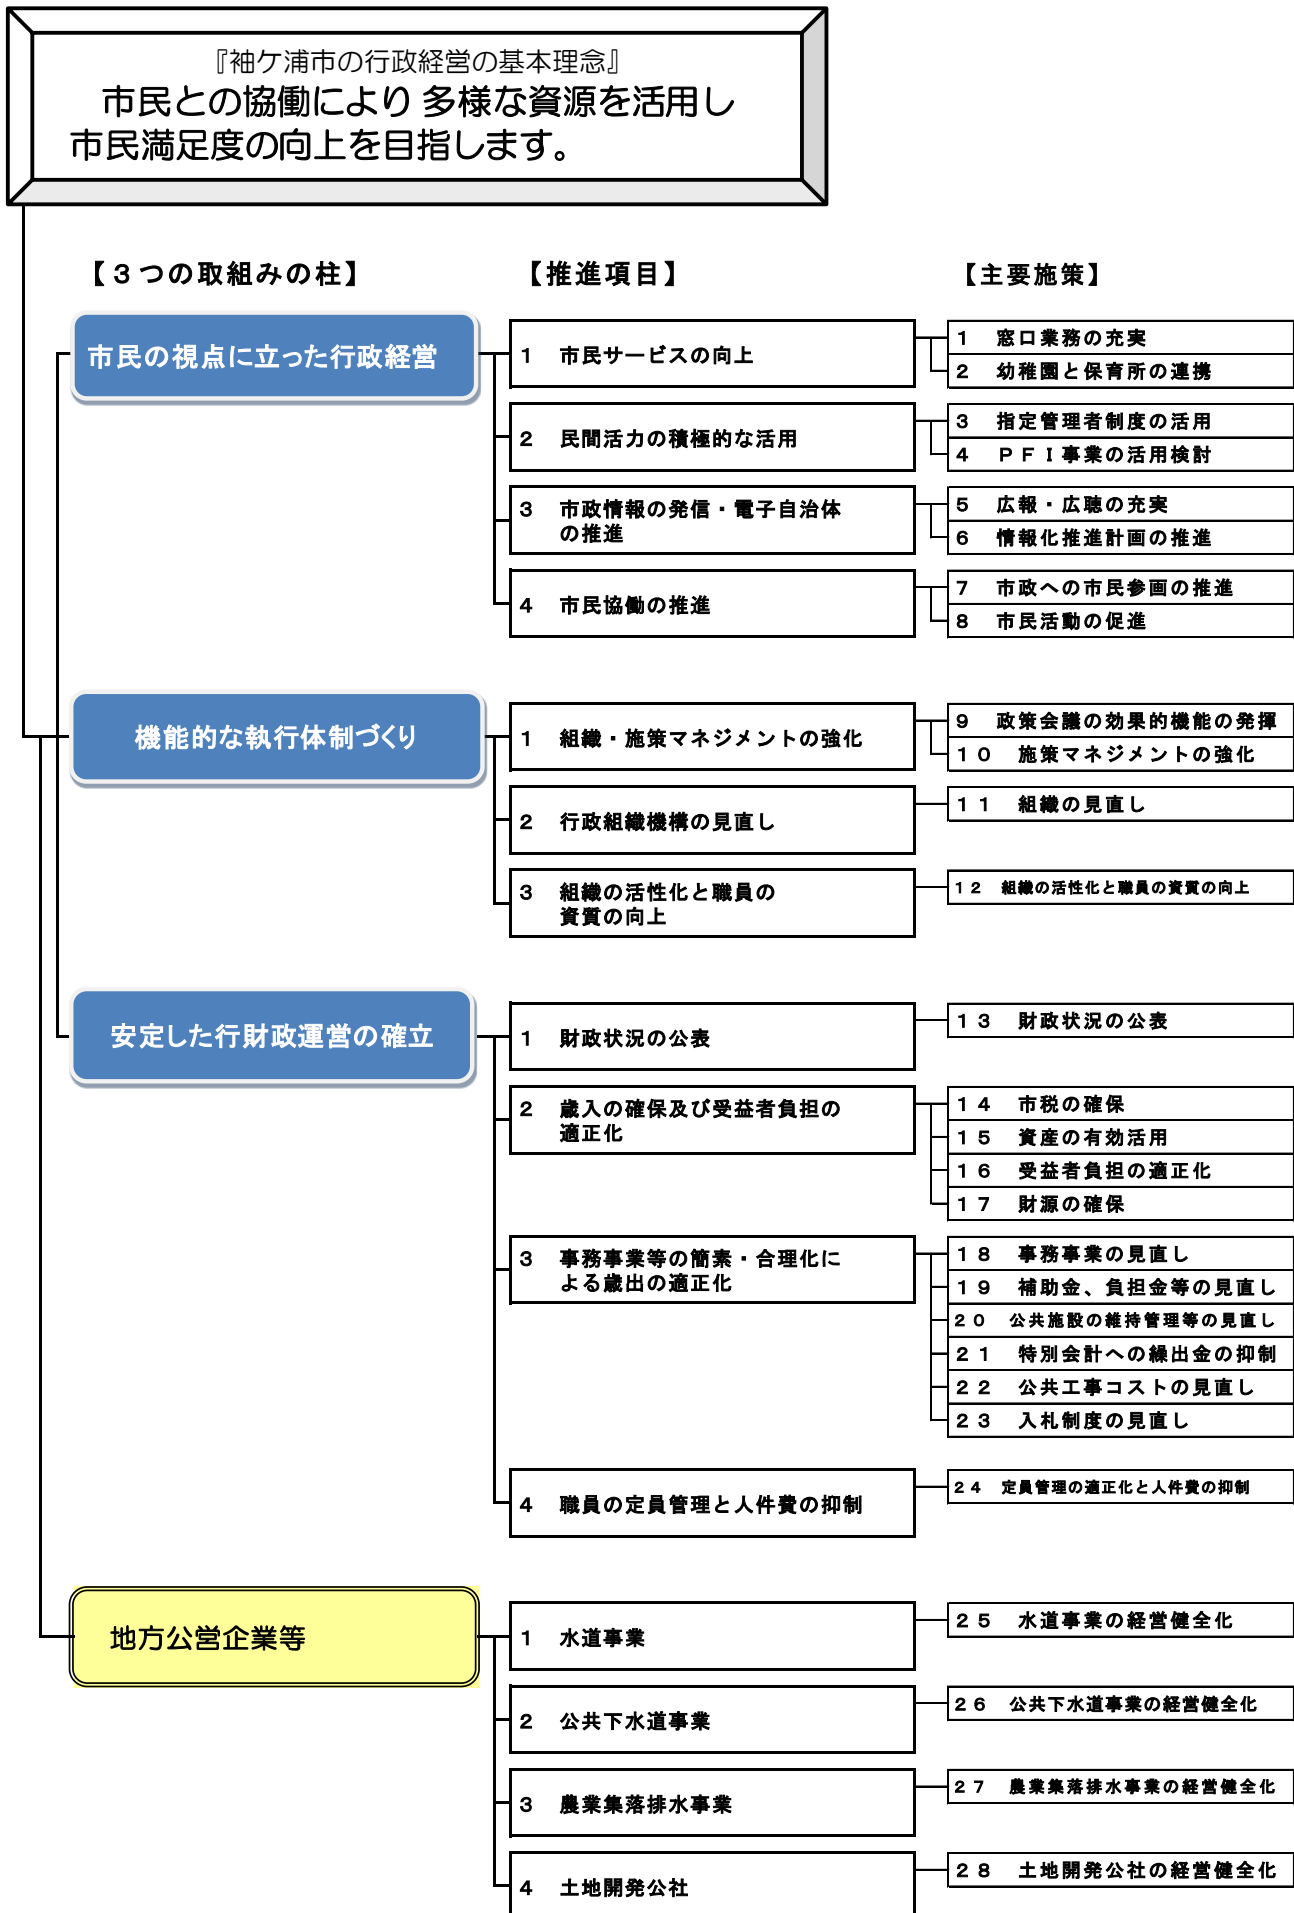 『袖ケ浦市の行政経営の基本理念』
市民との協働により 多様な資源を活用し
市民満足度の向上を目指します。
【３つの取組みの柱】 【推進項目】 【主要施策】
市民の視点に立った行政経営
1 市民サービスの向上
1 窓口業務の充実
2 幼稚園と保育所の連携
2 民間活力の積極的な活用
3 指定管理者制度の活用
4 ＰＦＩ事業の活用検討
3 市政情報の発信・電子自治体
の推進
5 広報・広聴の充実
6 情報化推進計画の推進
4 市民協働の推進
7 市政への市民参画の推進
8 市民活動の促進
機能的な執行体制づくり
1 組織・施策マネジメントの強化
9 政策会議の効果的機能の発揮
１０ 施策マネジメントの強化
2 行政組織機構の見直し
１１ 組織の見直し
3 組織の活性化と職員の
資質の向上
１２ 組織の活性化と職員の資質の向上
安定した行財政運営の確立
1 財政状況の公表
１３ 財政状況の公表
2 歳入の確保及び受益者負担の
適正化
１４ 市税の確保
１５ 資産の有効活用
１６ 受益者負担の適正化
１７ 財源の確保
3 事務事業等の簡素・合理化に
よる歳出の適正化
１８ 事務事業の見直し
１９ 補助金、負担金等の見直し
２０ 公共施設の維持管理等の見直し
２１ 特別会計への繰出金の抑制
２２ 公共工事コストの見直し
２３ 入札制度の見直し
4 職員の定員管理と人件費の抑制
２４ 定員管理の適正化と人件費の抑制
地方公営企業等
1 水道事業
２５ 水道事業の経営健全化
2 公共下水道事業
２６ 公共下水道事業の経営健全化
3 農業集落排水事業
２７ 農業集落排水事業の経営健全化
4 土地開発公社
２８ 土地開発公社の経営健全化